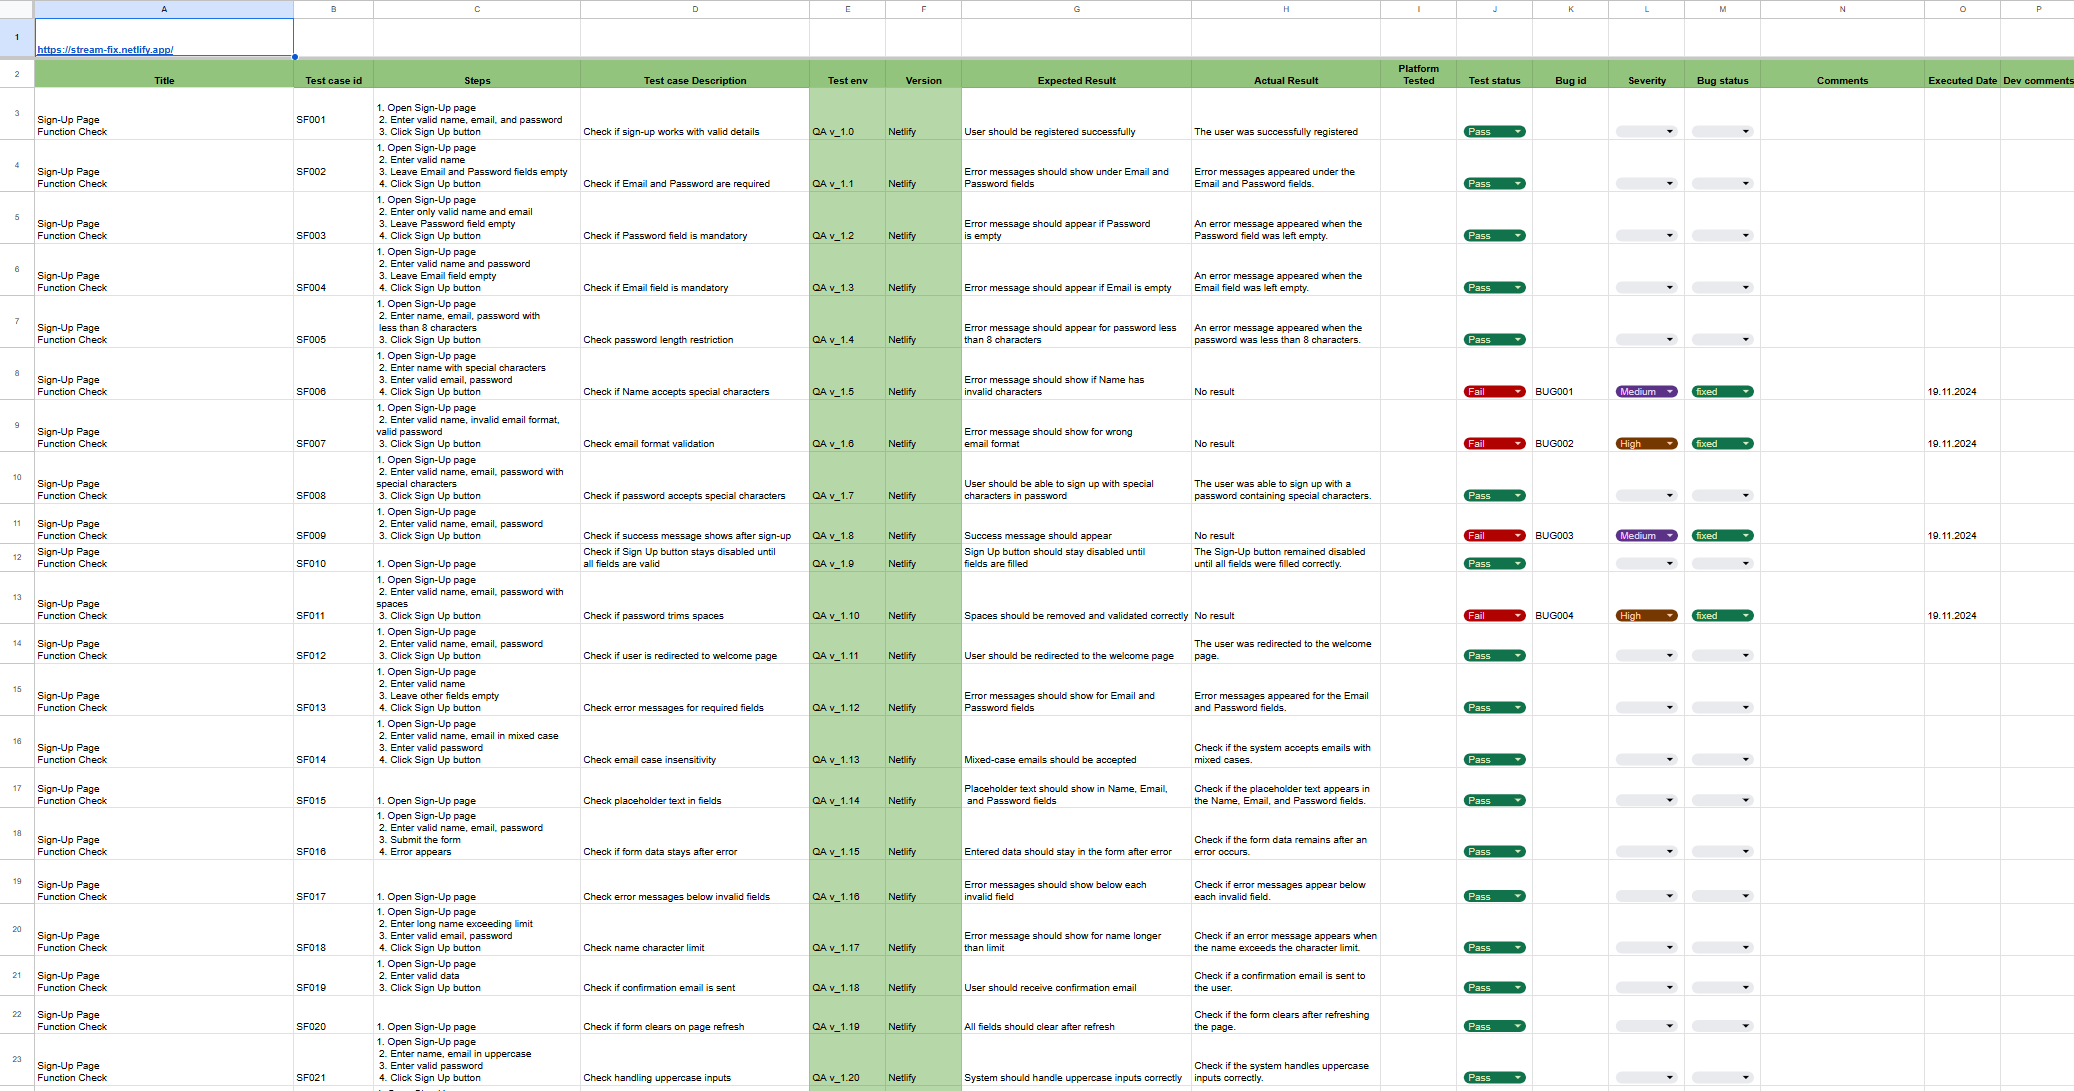 A B C D E F G H I J K L M N O P
1
https://stream-fix.netlify.app/
2 Title Test case id Steps Test case Description Test env Version Expected Result Actual Result Platform Tested Test status Bug id Severity Bug status Comments Executed Date Dev comments
3
Sign-Up Page
Function Check
SF001
1. Open Sign-Up page
2. Enter valid name, email, and password
3. Click Sign Up button
Check if sign-up works with valid details
QA v_1.0
Netlify
User should be registered successfully
The user was successfully registered
Pass
4
Sign-Up Page
Function Check
SF002
1. Open Sign-Up page
2. Enter valid name
3. Leave Email and Password fields empty
4. Click Sign Up button
Check if Email and Password are required
QA v_1.1
Netlify
Error messages should show under Email and
Password fields
Error messages appeared under the
Email and Password fields.
Pass
5
Sign-Up Page
Function Check
SF003
1. Open Sign-Up page
2. Enter only valid name and email
3. Leave Password field empty
4. Click Sign Up button
Check if Password field is mandatory
QA v_1.2
Netlify
Error message should appear if Password
is empty
An error message appeared when the
Password field was left empty.
Pass
6
Sign-Up Page
Function Check
SF004
1. Open Sign-Up page
2. Enter valid name and password
3. Leave Email field empty
4. Click Sign Up button
Check if Email field is mandatory
QA v_1.3
Netlify
Error message should appear if Email is empty
An error message appeared when the
Email field was left empty.
Pass
7
Sign-Up Page
Function Check
SF005
1. Open Sign-Up page
2. Enter name, email, password with
less than 8 characters
3. Click Sign Up button
Check password length restriction
QA v_1.4
Netlify
Error message should appear for password less
than 8 characters
An error message appeared when the
password was less than 8 characters.
Pass
8
Sign-Up Page
Function Check
SF006
1. Open Sign-Up page
2. Enter name with special characters
3. Enter valid email, password
4. Click Sign Up button
Check if Name accepts special characters
QA v_1.5
Netlify
Error message should show if Name has
invalid characters
No result
Fail
BUG001
Medium
fixed
19.11.2024
9
Sign-Up Page
Function Check
SF007
1. Open Sign-Up page
2. Enter valid name, invalid email format,
valid password
3. Click Sign Up button
Check email format validation
QA v_1.6
Netlify
Error message should show for wrong
email format
No result
Fail
BUG002
High
fixed
19.11.2024
10
Sign-Up Page
Function Check
SF008
1. Open Sign-Up page
2. Enter valid name, email, password with
special characters
3. Click Sign Up button
Check if password accepts special characters
QA v_1.7
Netlify
User should be able to sign up with special
characters in password
The user was able to sign up with a
password containing special characters.
Pass
11
Sign-Up Page
Function Check
SF009
1. Open Sign-Up page
2. Enter valid name, email, password
3. Click Sign Up button
Check if success message shows after sign-up
QA v_1.8
Netlify
Success message should appear
No result
Fail
BUG003
Medium
fixed
19.11.2024
12
Sign-Up Page
Function Check
SF010
1. Open Sign-Up page
Check if Sign Up button stays disabled until
all fields are valid
QA v_1.9
Netlify
Sign Up button should stay disabled until
fields are filled
The Sign-Up button remained disabled
until all fields were filled correctly.
Pass
13
Sign-Up Page
Function Check
SF011
1. Open Sign-Up page
2. Enter valid name, email, password with
spaces
3. Click Sign Up button
Check if password trims spaces
QA v_1.10
Netlify
Spaces should be removed and validated correctly
No result
Fail
BUG004
High
fixed
19.11.2024
14
Sign-Up Page
Function Check
SF012
1. Open Sign-Up page
2. Enter valid name, email, password
3. Click Sign Up button
Check if user is redirected to welcome page
QA v_1.11
Netlify
User should be redirected to the welcome page
The user was redirected to the welcome
page.
Pass
15
Sign-Up Page
Function Check
SF013
1. Open Sign-Up page
2. Enter valid name
3. Leave other fields empty
4. Click Sign Up button
Check error messages for required fields
QA v_1.12
Netlify
Error messages should show for Email and
Password fields
Error messages appeared for the Email
and Password fields.
Pass
16
Sign-Up Page
Function Check
SF014
1. Open Sign-Up page
2. Enter valid name, email in mixed case
3. Enter valid password
4. Click Sign Up button
Check email case insensitivity
QA v_1.13
Netlify
Mixed-case emails should be accepted
Check if the system accepts emails with
mixed cases.
Pass
17
Sign-Up Page
Function Check
SF015
1. Open Sign-Up page
Check placeholder text in fields
QA v_1.14
Netlify
Placeholder text should show in Name, Email,
and Password fields
Check if the placeholder text appears in
the Name, Email, and Password fields.
Pass
18
Sign-Up Page
Function Check
SF016
1. Open Sign-Up page
2. Enter valid name, email, password
3. Submit the form
4. Error appears
Check if form data stays after error
QA v_1.15
Netlify
Entered data should stay in the form after error
Check if the form data remains after an
error occurs.
Pass
19
Sign-Up Page
Function Check
SF017
1. Open Sign-Up page
Check error messages below invalid fields
QA v_1.16
Netlify
Error messages should show below each
invalid field
Check if error messages appear below
each invalid field.
Pass
20
Sign-Up Page
Function Check
SF018
1. Open Sign-Up page
2. Enter long name exceeding limit
3. Enter valid email, password
4. Click Sign Up button
Check name character limit
QA v_1.17
Netlify
Error message should show for name longer
than limit
Check if an error message appears when
the name exceeds the character limit.
Pass
21
Sign-Up Page
Function Check
SF019
1. Open Sign-Up page
2. Enter valid data
3. Click Sign Up button
Check if confirmation email is sent
QA v_1.18
Netlify
User should receive confirmation email
Check if a confirmation email is sent to
the user.
Pass
22
Sign-Up Page
Function Check
SF020
1. Open Sign-Up page
Check if form clears on page refresh
QA v_1.19
Netlify
All fields should clear after refresh
Check if the form clears after refreshing
the page.
Pass
23
Sign-Up Page
Function Check
SF021
1. Open Sign-Up page
2. Enter name, email in uppercase
3. Enter valid password
4. Click Sign Up button
Check handling uppercase inputs
QA v_1.20
Netlify
System should handle uppercase inputs correctly
Check if the system handles uppercase
inputs correctly.
Pass